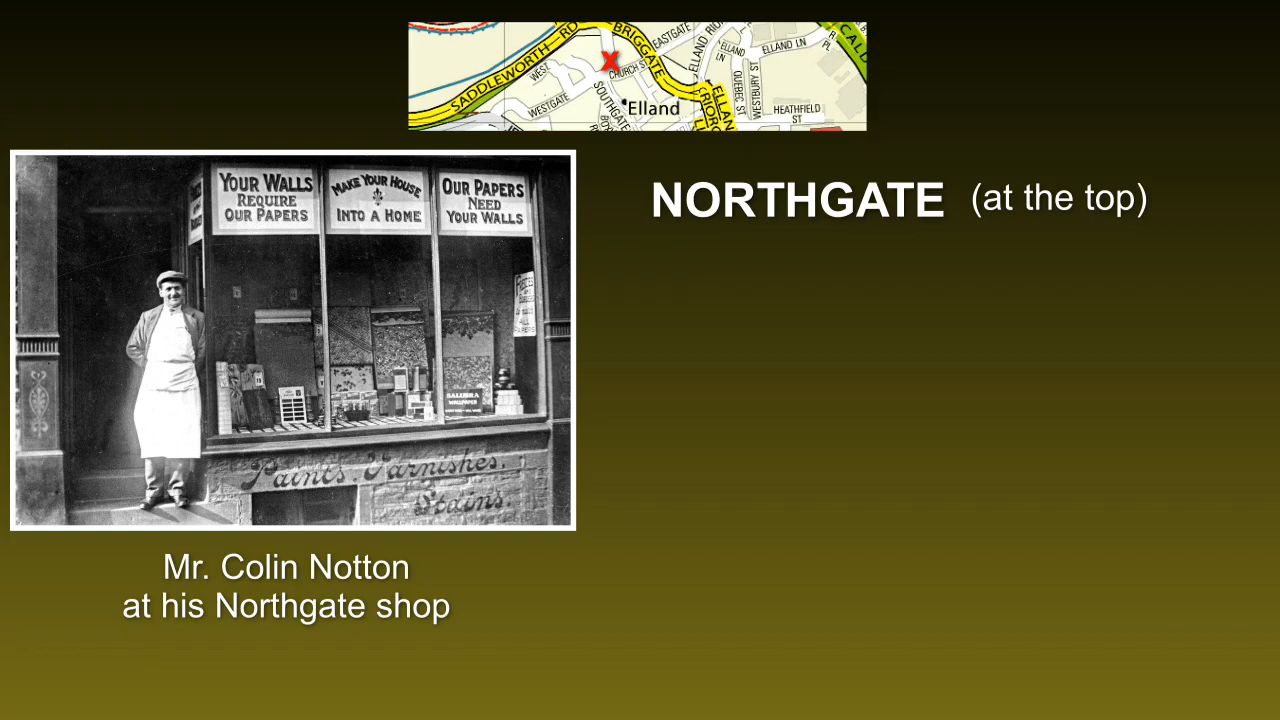 SADDLEWORTH RD
BRIGGATE
EASTGATE
ELLAND
LN
ELLAND LN
WEST
CHURCH ST
WESTGATE
SOUTHGATE
Elland
QUEBEC ST
WESTBURY ST
HEATHFIELD
ST
X
NORTHGATE (at the top)
YOUR WALLS
REQUIRE
OUR PAPERS
MAKE YOUR HOUSE
INTO A HOME
OUR PAPERS
NEED
YOUR WALLS
ALL
PAPERS
SALUBRA
WALLPAPER
Paints. Varnishes.
Stains.
Mr. Colin Notton
at his Northgate shop